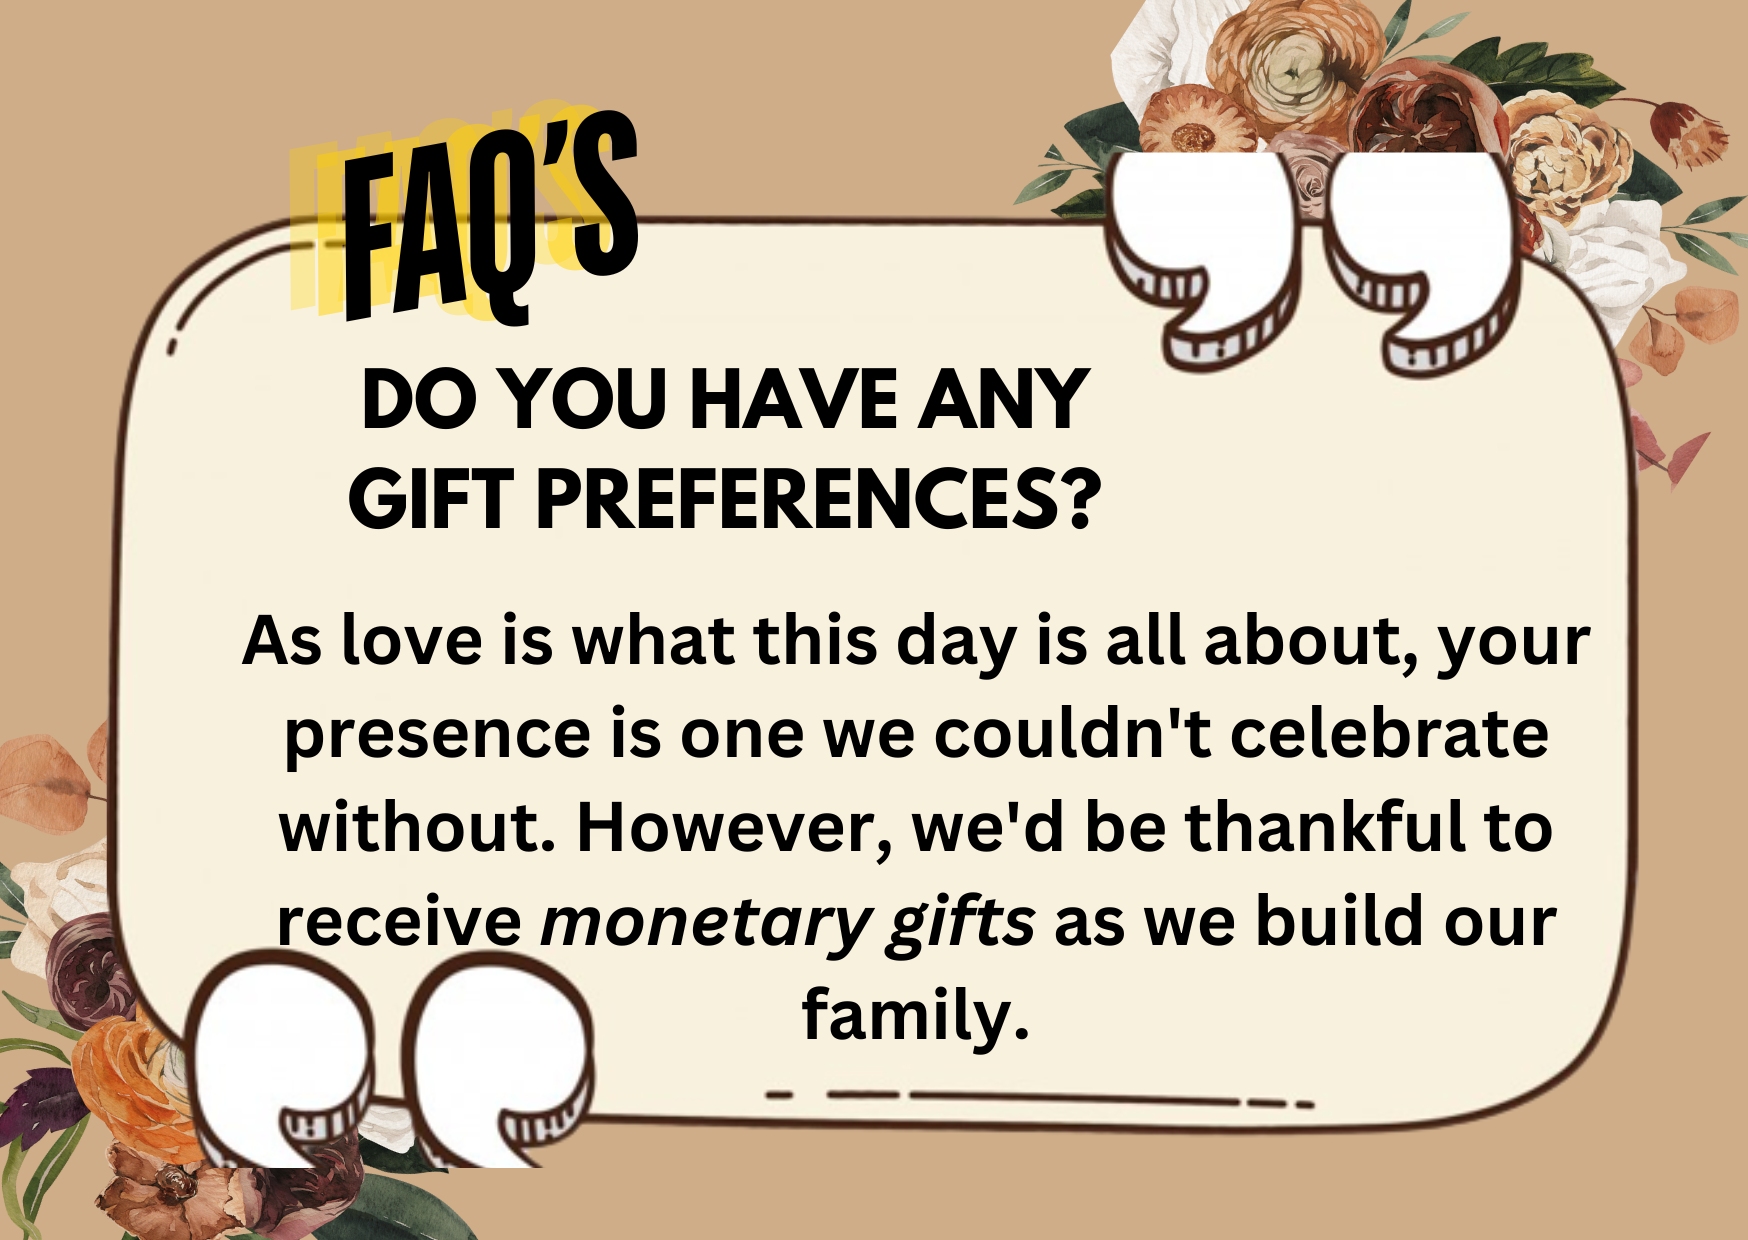 FAQ'S
DO YOU HAVE ANY
GIFT PREFERENCES?
As love is what this day is all about, your
presence is one we couldn't celebrate
without. However, we'd be thankful to
receive monetary gifts as we build our
family.